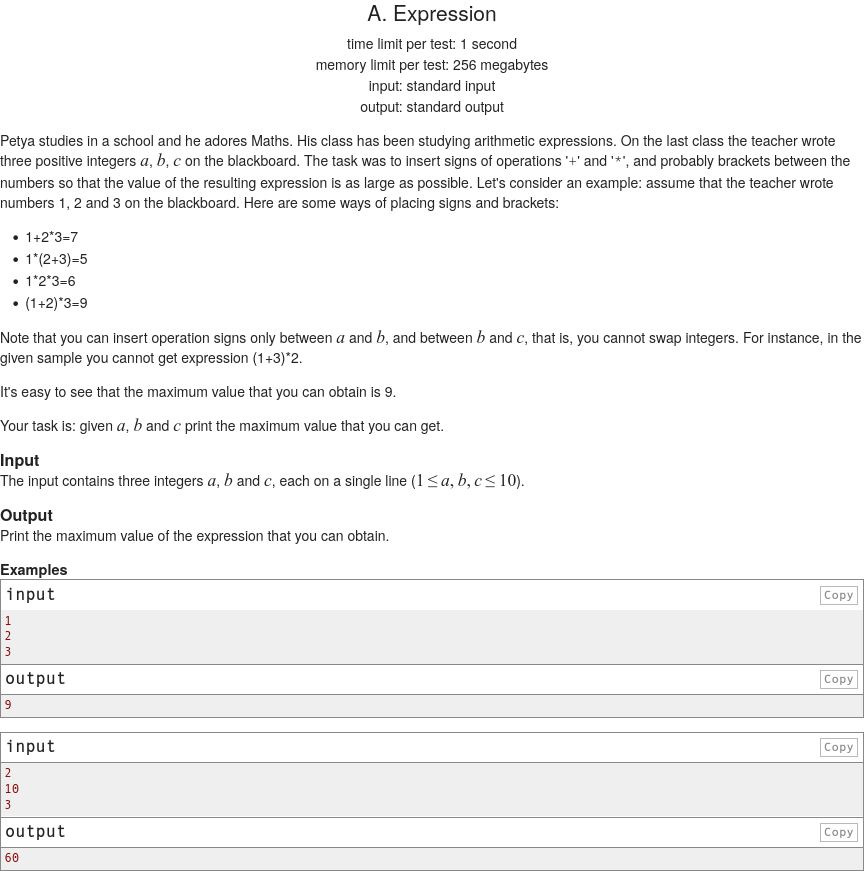 A. Expression
time limit per test: 1 second
memory limit per test: 256 megabytes
input: standard input
output: standard output
Petya studies in a school and he adores Maths. His class has been studying arithmetic expressions. On the last class the teacher wrote
three positive integers a, b, c on the blackboard. The task was to insert signs of operations '+' and '*', and probably brackets between the
numbers so that the value of the resulting expression is as large as possible. Let's consider an example: assume that the teacher wrote
numbers 1, 2 and 3 on the blackboard. Here are some ways of placing signs and brackets:
• 1+2*3=7
• 1*(2+3)=5
• 1*2*3=6
• (1+2)*3=9
Note that you can insert operation signs only between a and b, and between b and c, that is, you cannot swap integers. For instance, in the
given sample you cannot get expression (1+3)*2.
It's easy to see that the maximum value that you can obtain is 9.
Your task is: given a, b and c print the maximum value that you can get.
Input
The input contains three integers a, b and c, each on a single line (1 ≤ a, b, c ≤ 10).
Output
Print the maximum value of the expression that you can obtain.
Examples
input Copy
1
2
3
output Copy
9
input Copy
2
10
3
output Copy
60